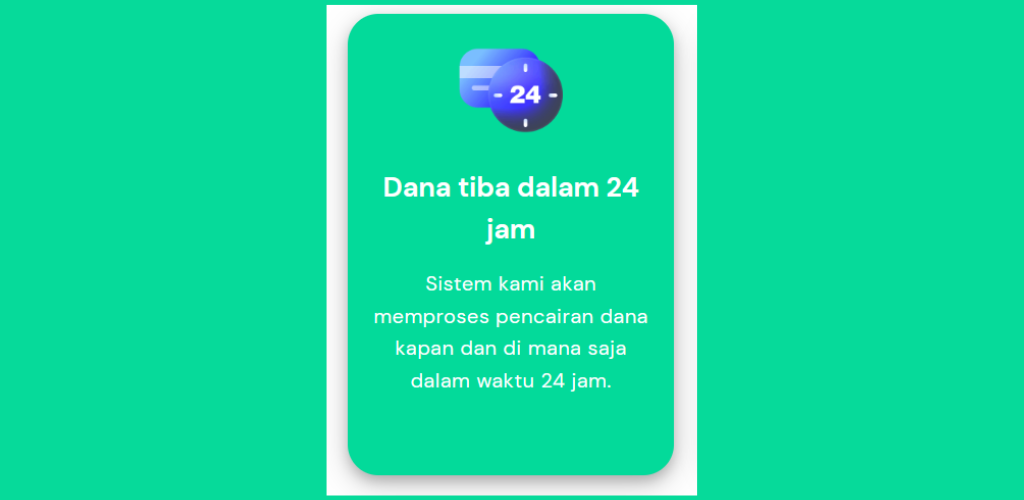 24
Dana tiba dalam 24
jam
Sistem kami akan
memproses pencairan dana
kapan dan di mana saja
dalam waktu 24 jam.